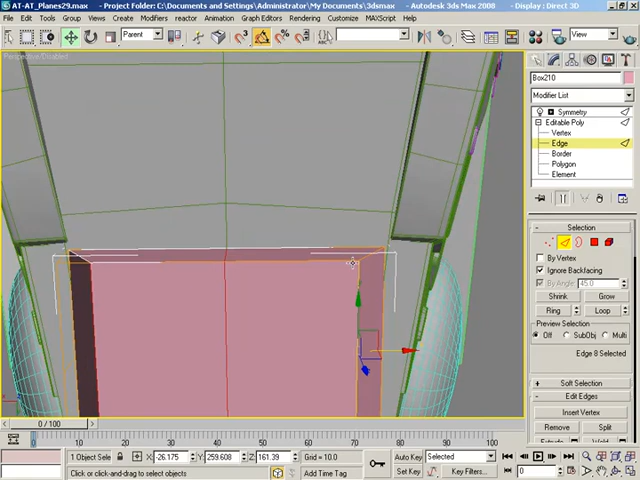 AT-AT_Planes29.max - Project Folder: C:\Documents and Settings\Administrator\My Documents\3dsmax - Autodesk 3ds Max 2008 - Display : Direct 3D
File Edit Tools Group Views Create Modifiers reactor Animation Graph Editors Rendering Customize MAXScript Help
Parent
View
Perspective/Disabled
Box210
Modifier List
Symmetry
Editable Poly
Vertex
Edge
Border
Polygon
Element
Selection
By Vertex
Ignore Backfacing
By Angle: 45.0
Shrink Grow
Ring Loop
Preview Selection
Off SubObj Multi
Edge 8 Selected
Soft Selection
Edit Edges
Insert Vertex
Remove Split
0 / 100
0 10 20 30 40 50 60 70 80 90 100
1 Object Sele X: -26.175 Y: 259.608 Z: 161.39 Grid = 10.0 Auto Key Selected
Click or click-and-drag to select objects Add Time Tag Set Key Key Filters... 0